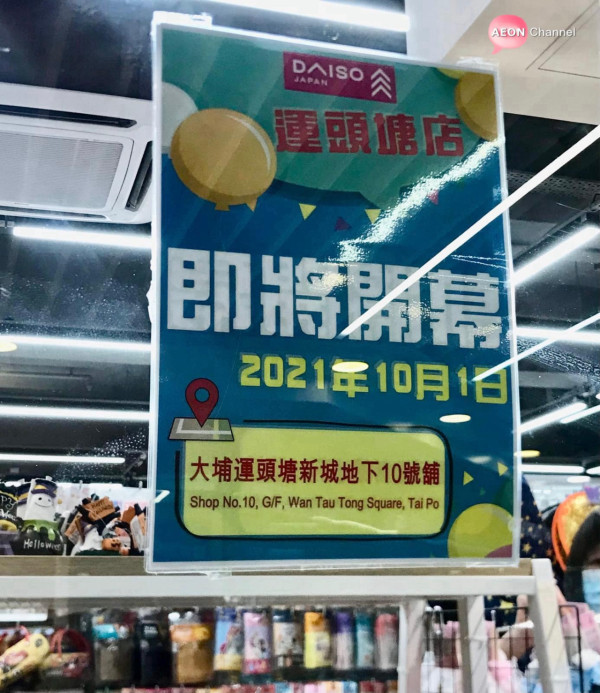 AEON Channel
DAISO
JAPAN
運頭塘店
即將開幕
2021年10月1日
大埔運頭塘新城地下10號舖
Shop No.10, G/F, Wan Tau Tong Square, Tai Po
Halloween